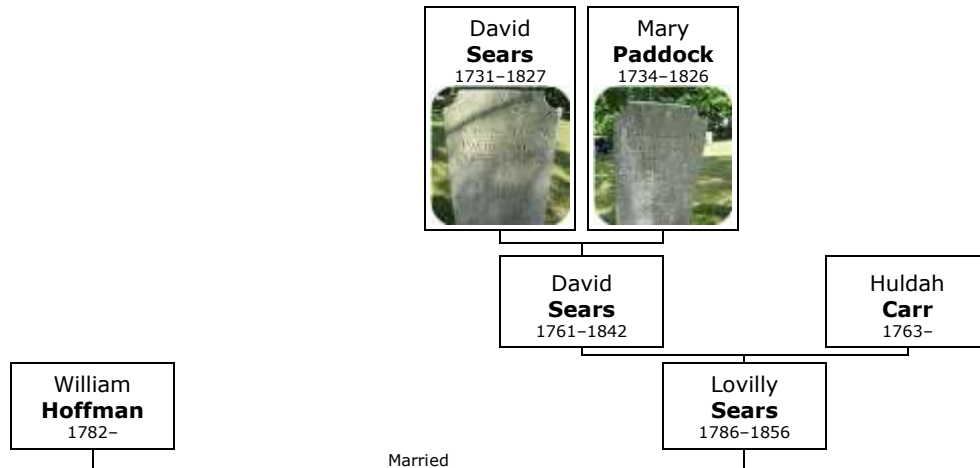 David
Sears
1731–1827
Mary
Paddock
1734–1826
David
Sears
1761–1842
Huldah
Carr
1763–
William
Hoffman
1782–
Lovilly
Sears
1786–1856
Married